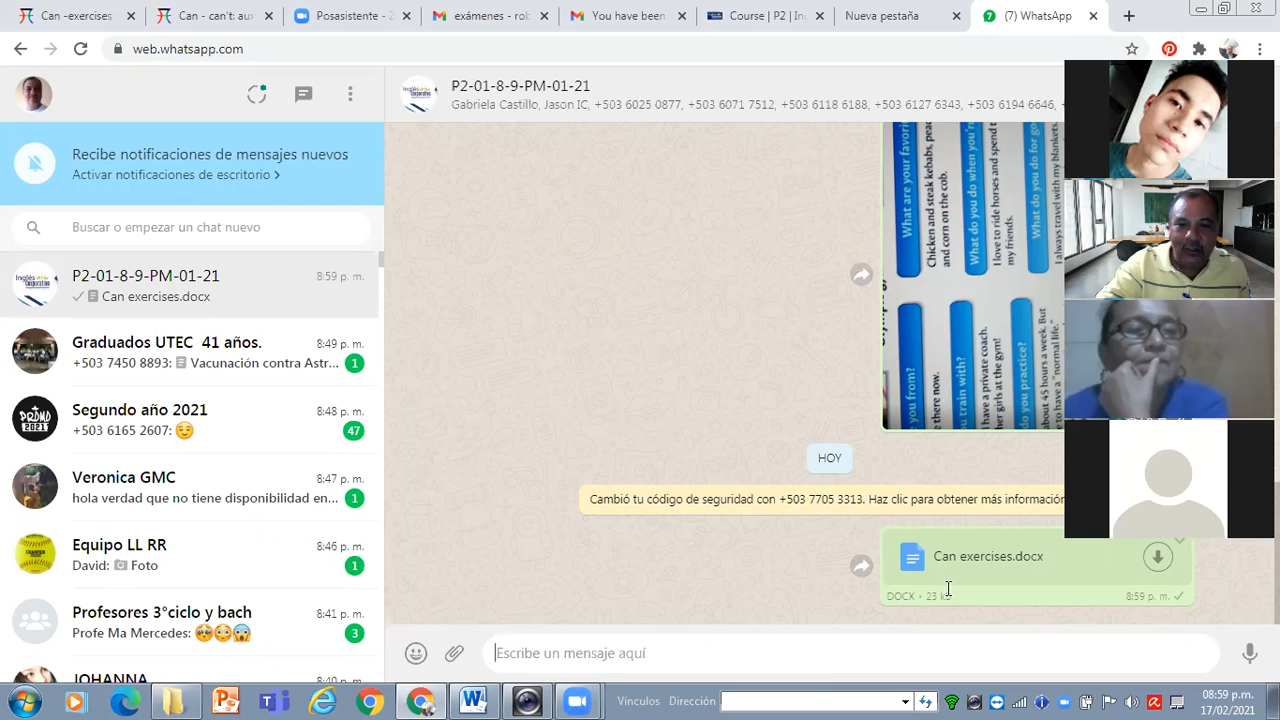 Can -exercises
Can - can't: aux
Posasistente - 2
exámenes - rob
You have been
Course | P2 | In
Nueva pestaña
(7) WhatsApp
web.whatsapp.com
P2-01-8-9-PM-01-21
Gabriela Castillo, Jason IC, +503 6025 0877, +503 6071 7512, +503 6118 6186, +503 6127 6343, +503 6194 6646,
Recibe notificaciones de mensajes nuevos
Activar notificaciones de escritorio>
Buscar o empezar un chat nuevo
P2-01-8-9-PM-01-21
8:59 p. m.
Can exercises.docx
Graduados UTEC 41 años.
8:49 p. m.
+503 7450 8893: Vacunación contra Astr...
1
Segundo año 2021
8:48 p. m.
+503 6165 2607:
47
Veronica GMC
8:47 p. m.
hola verdad que no tiene disponibilidad en...
1
Equipo LL RR
8:46 p. m.
David: Foto
1
Profesores 3°ciclo y bach
8:41 p. m.
Profe Ma Mercedes:
3
JOHANNA
8:40 p. m.
What are your favori
Chicken and steak kebabs, pea
and corn on the cob.
What do you do when you're
I love to ride horses and spend t
my friends.
What do you do for go
I always travel with my blankets
you from?
e there now.
u train with?
have a private coach.
her girls at the gym!
do you practice?
about 45 hours a week. But
e to have a "normal life."
HOY
Cambió tu código de seguridad con +503 7705 3313. Haz clic para obtener más información
Can exercises.docx
DOCX • 23 kB
8:59 p. m.
Escribe un mensaje aquí
Vínculos
Dirección
08:59 p.m.
17/02/2021